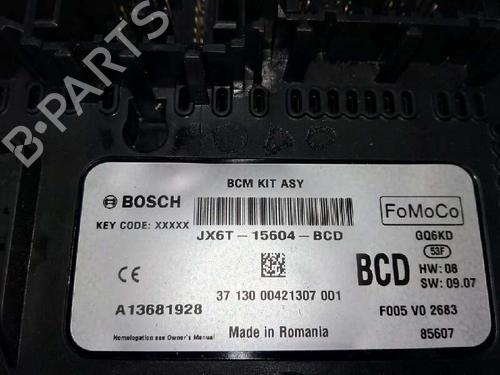 B-PARTS
BCM KIT ASY
BOSCH
KEY CODE: XXXXX
JX6T-15604-BCD
FoMoCo
GQ6KD
53F
BCD
HW: 08
SW: 09.07
37 130 00421307 001
A13681928
F005 V0 2683
Made in Romania
85607
Homologation see Owner's Manual